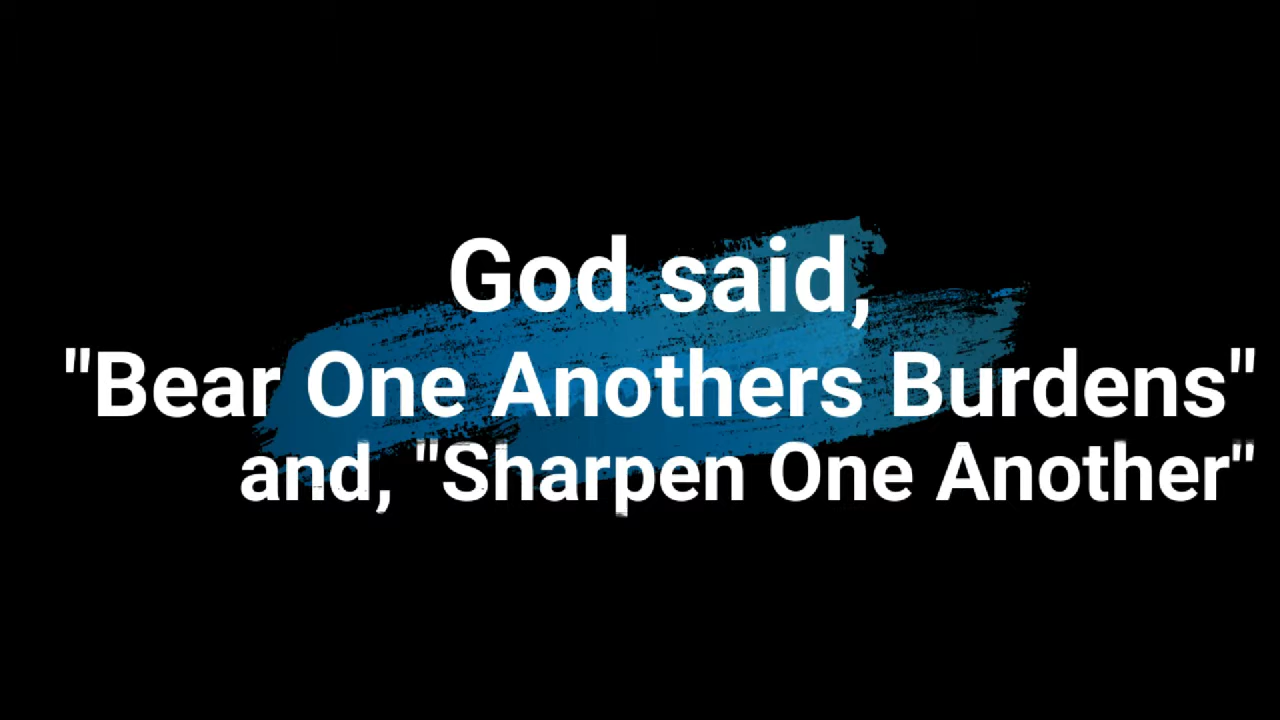 God said,
"Bear One Anothers Burdens"
and, "Sharpen One Another"